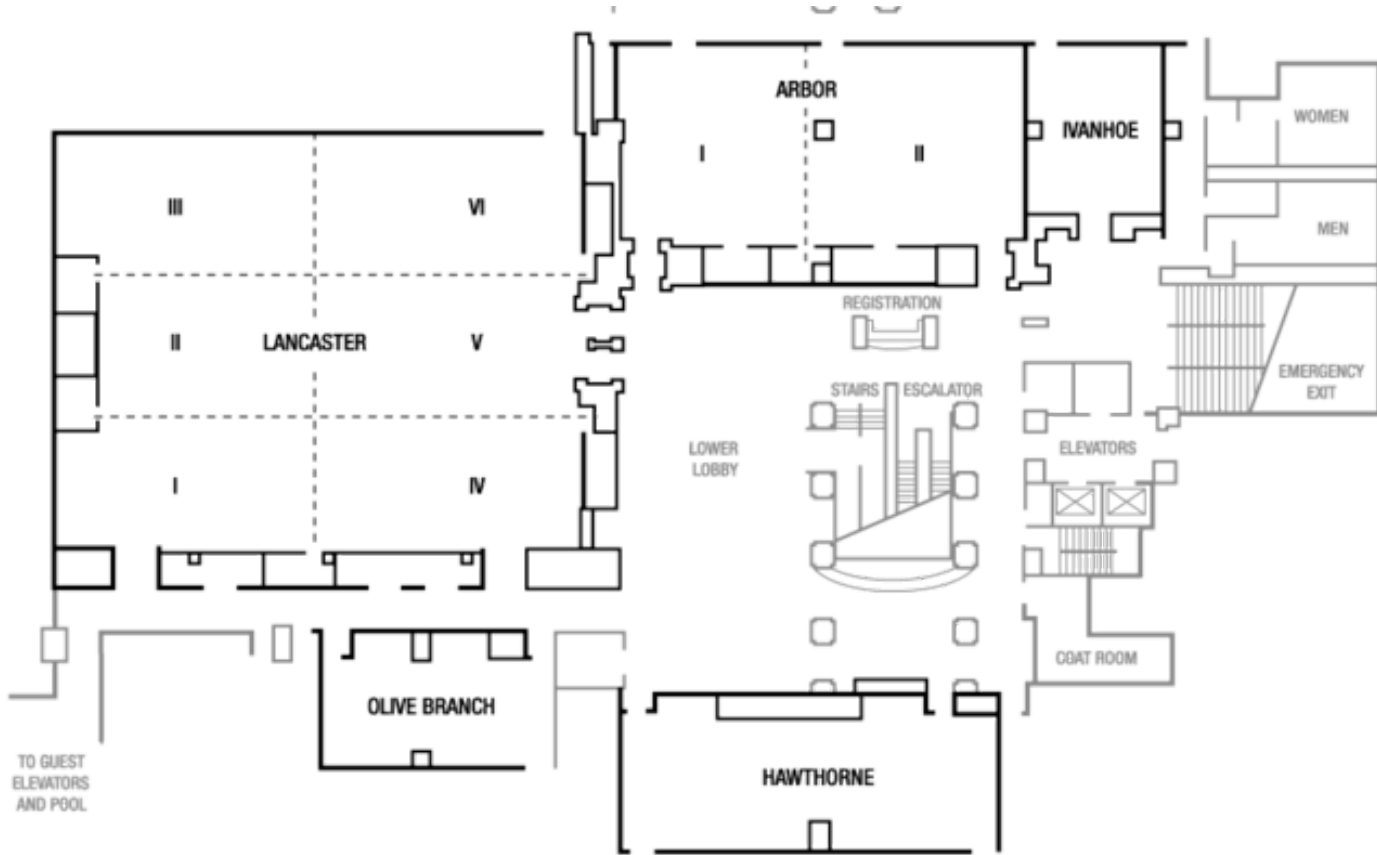 ARBOR
I
II
IVANHOE
WOMEN
MEN
III
VI
II
LANCASTER
V
I
IV
REGISTRATION
STAIRS
ESCALATOR
EMERGENCY
EXIT
LOWER
LOBBY
ELEVATORS
COAT ROOM
OLIVE BRANCH
HAWTHORNE
TO GUEST
ELEVATORS
AND POOL